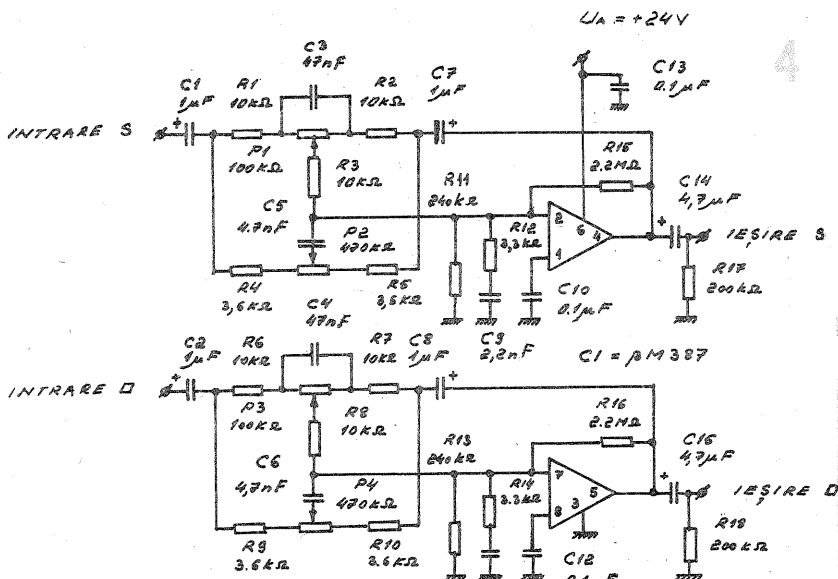 UA = +24V
4
C3
47nF
C1
1µF
R1
10kΩ
R2
10kΩ
C7
1µF
C13
0.1µF
INTRARE S
+
+
P1
100kΩ
R3
10kΩ
R11
240kΩ
R15
2.2MΩ
C14
4,7µF
C5
4.7nF
P2
470kΩ
R12
3,3kΩ
2
6
4
1
+
IEȘIRE S
R4
3,6kΩ
R5
3,6kΩ
C10
0.1µF
R17
200kΩ
C4
47nF
C2
1µF
R6
10kΩ
R7
10kΩ
C8
1µF
C9
2,2nF
CI = βM387
INTRARE D
+
+
P3
100kΩ
R8
10kΩ
R13
240kΩ
R16
2.2MΩ
C16
4,7µF
C6
4,7nF
P4
470kΩ
R14
3.3kΩ
7
3
5
8
+
IEȘIRE D
R9
3.6kΩ
R10
3.6kΩ
C12
R18
200kΩ